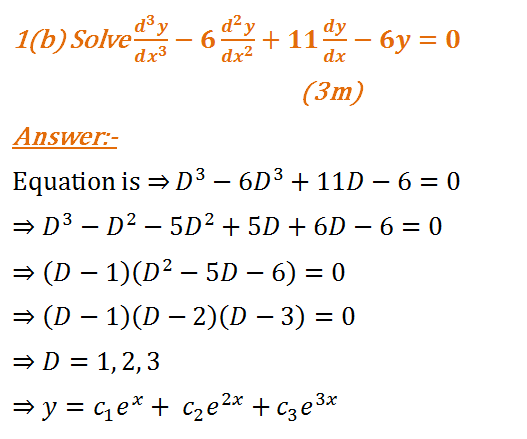 1(b) Solve d³y/dx³ − 6 d²y/dx² + 11 dy/dx − 6y = 0
(3m)
Answer:-
Equation is ⇒ D³ − 6D³ + 11D − 6 = 0
⇒ D³ − D² − 5D² + 5D + 6D − 6 = 0
⇒ (D − 1)(D² − 5D − 6) = 0
⇒ (D − 1)(D − 2)(D − 3) = 0
⇒ D = 1, 2, 3
⇒ y = c₁eˣ + c₂e²ˣ + c₃e³ˣ